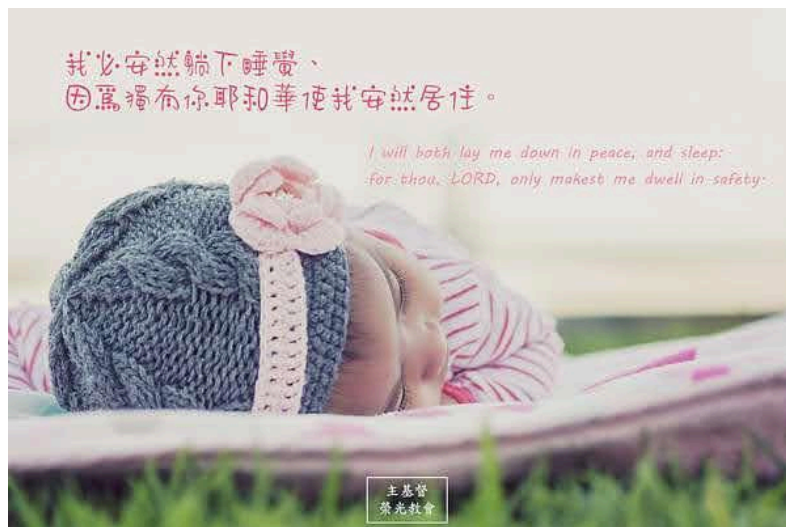 我必安然躺下睡覺、
因為獨有你耶和華使我安然居住。
I will both lay me down in peace, and sleep:
for thou, LORD, only makest me dwell in safety.
主基督
榮光教會